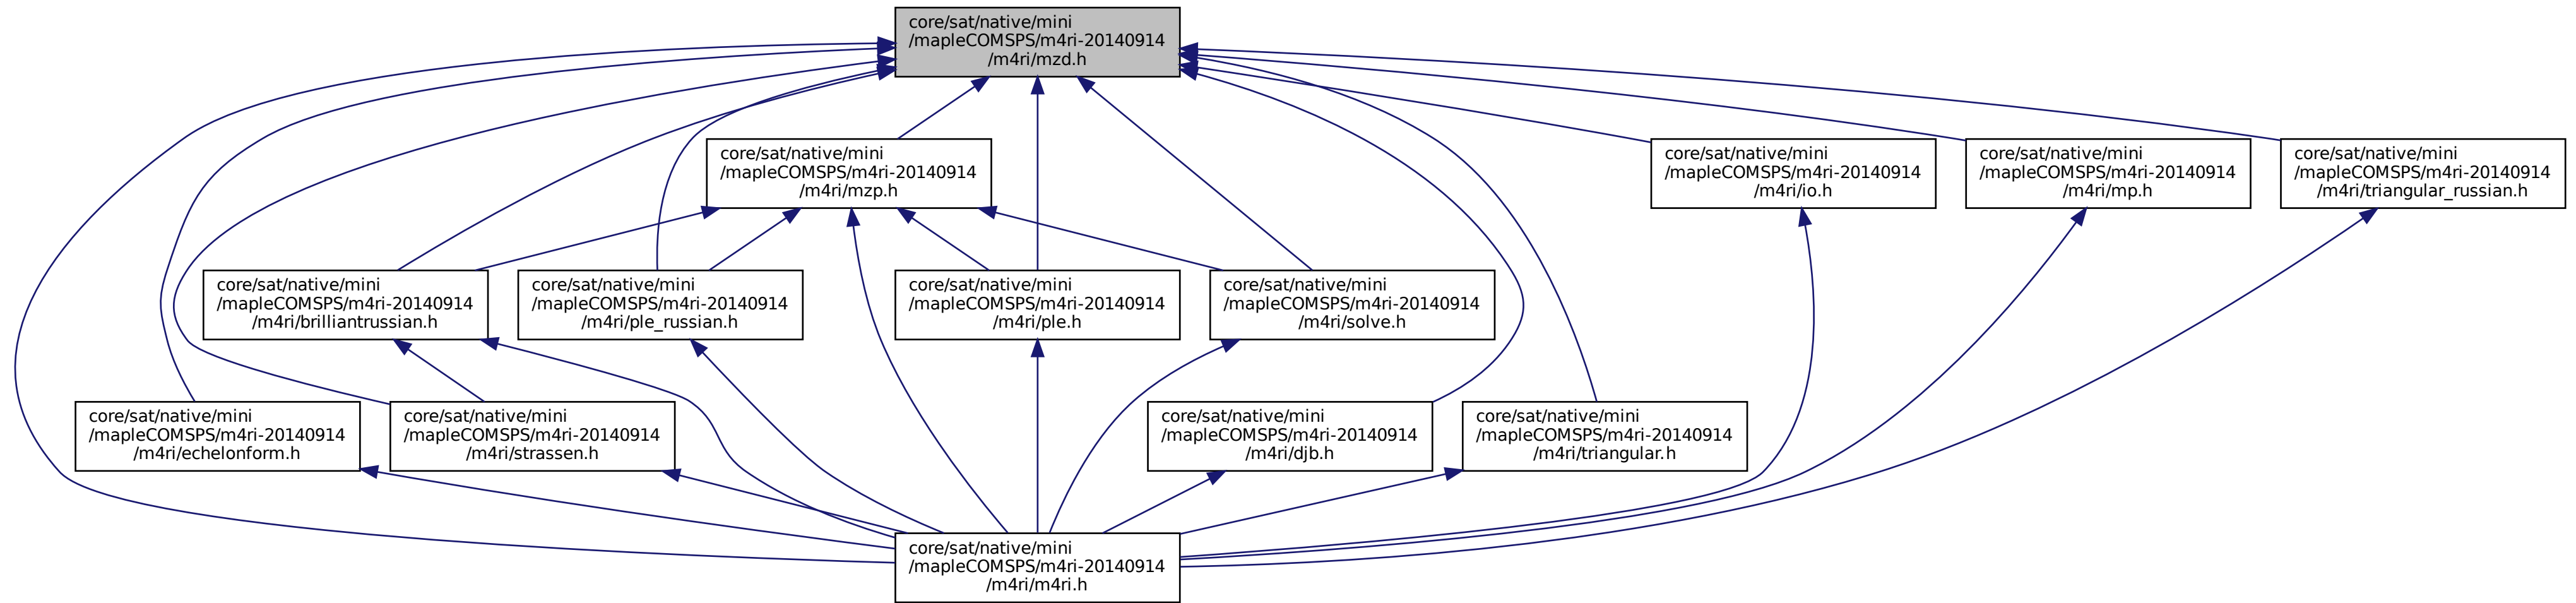 core/sat/native/mini
/mapleCOMSPS/m4ri-20140914
/m4ri/mzd.h
core/sat/native/mini
/mapleCOMSPS/m4ri-20140914
/m4ri/mzp.h
core/sat/native/mini
/mapleCOMSPS/m4ri-20140914
/m4ri/io.h
core/sat/native/mini
/mapleCOMSPS/m4ri-20140914
/m4ri/mp.h
core/sat/native/mini
/mapleCOMSPS/m4ri-20140914
/m4ri/triangular_russian.h
core/sat/native/mini
/mapleCOMSPS/m4ri-20140914
/m4ri/brilliantrussian.h
core/sat/native/mini
/mapleCOMSPS/m4ri-20140914
/m4ri/ple_russian.h
core/sat/native/mini
/mapleCOMSPS/m4ri-20140914
/m4ri/ple.h
core/sat/native/mini
/mapleCOMSPS/m4ri-20140914
/m4ri/solve.h
core/sat/native/mini
/mapleCOMSPS/m4ri-20140914
/m4ri/echelonform.h
core/sat/native/mini
/mapleCOMSPS/m4ri-20140914
/m4ri/strassen.h
core/sat/native/mini
/mapleCOMSPS/m4ri-20140914
/m4ri/djb.h
core/sat/native/mini
/mapleCOMSPS/m4ri-20140914
/m4ri/triangular.h
core/sat/native/mini
/mapleCOMSPS/m4ri-20140914
/m4ri/m4ri.h